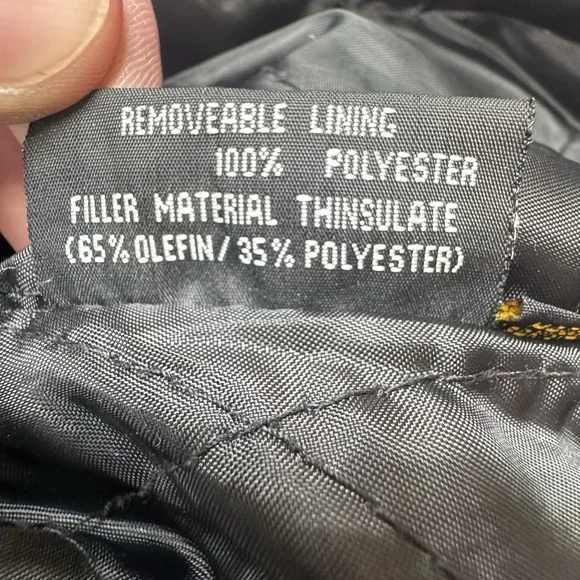 REMOVEABLE LINING
100% POLYESTER
FILLER MATERIAL THINSULATE
(65% OLEFIN/35% POLYESTER)